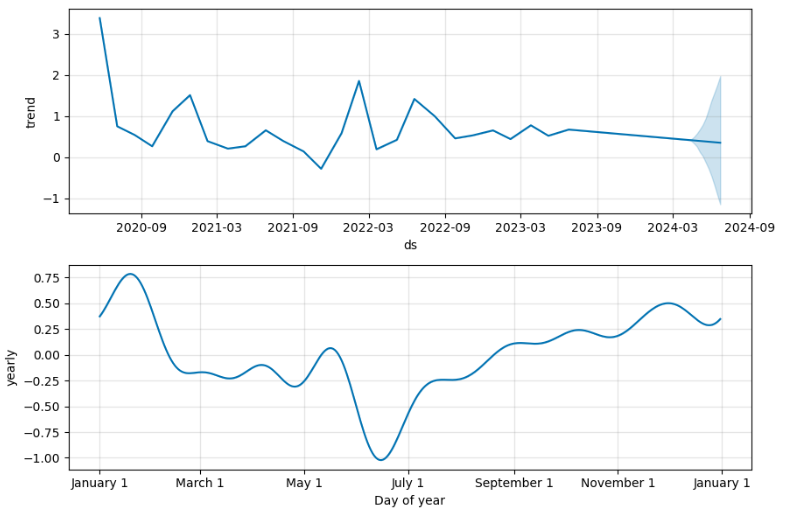 trend
3
2
1
0
−1
2020-09 2021-03 2021-09 2022-03 2022-09 2023-03 2023-09 2024-03 2024-09
ds
yearly
0.75
0.50
0.25
0.00
−0.25
−0.50
−0.75
−1.00
January 1 March 1 May 1 July 1 September 1 November 1 January 1
Day of year